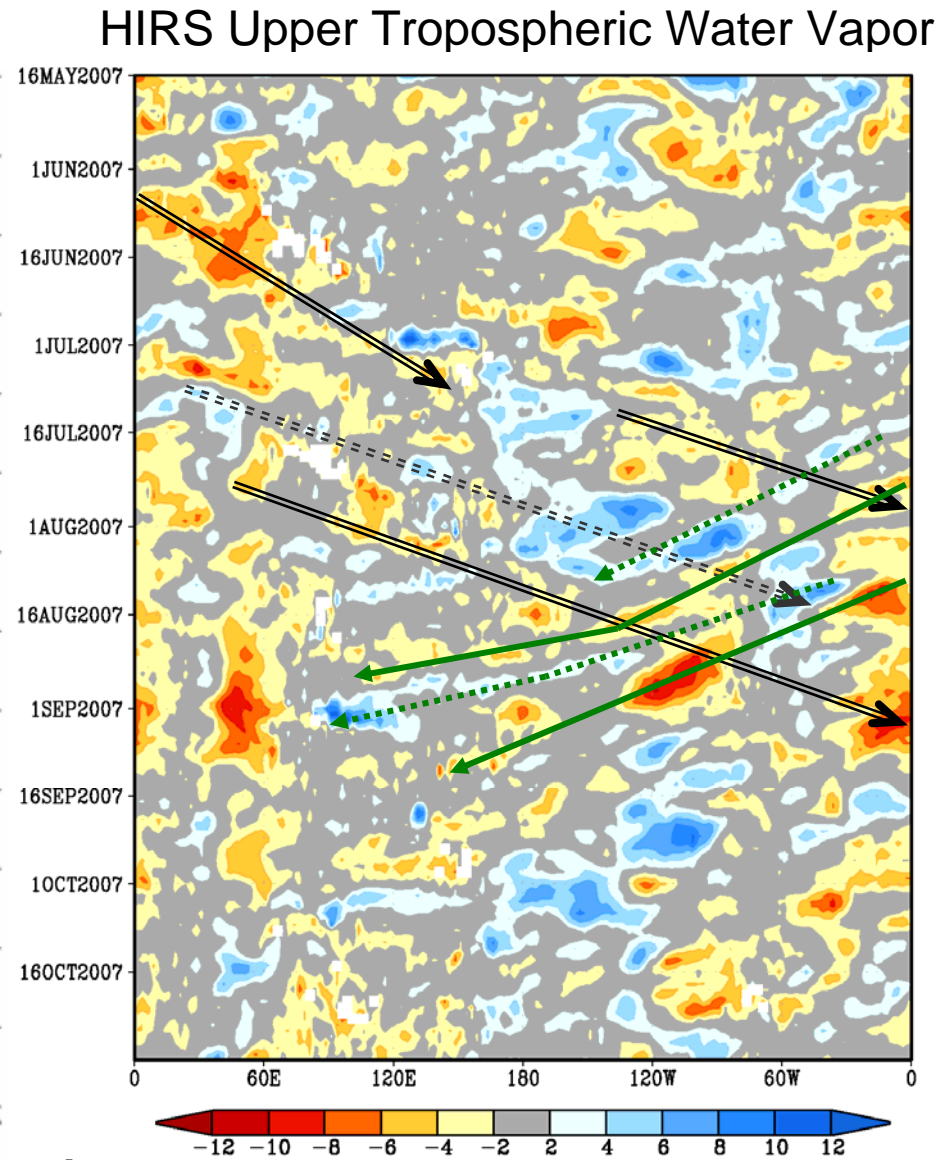 HIRS Upper Tropospheric Water Vapor
16MAY2007
1JUN2007
16JUN2007
1JUL2007
16JUL2007
1AUG2007
16AUG2007
1SEP2007
16SEP2007
1OCT2007
16OCT2007
0 60E 120E 180 120W 60W 0
-12 -10 -8 -6 -4 -2 2 4 6 8 10 12